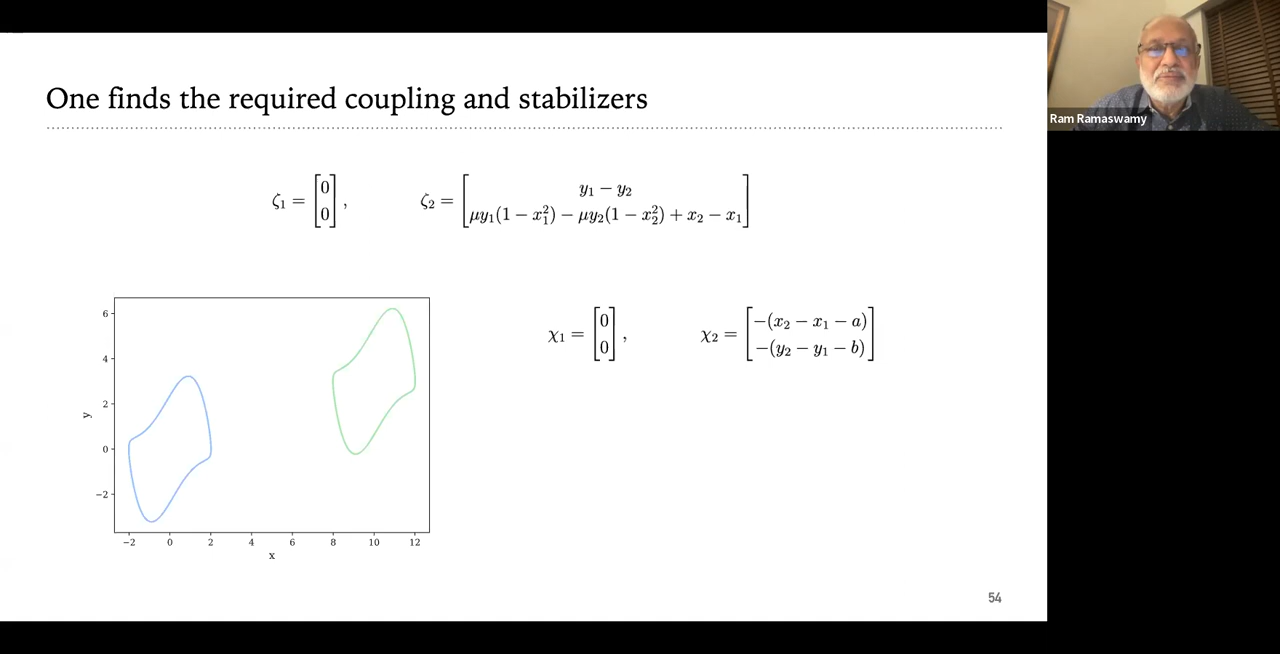 One finds the required coupling and stabilizers
ζ₁ = [0 0], ζ₂ = [y₁ − y₂ μy₁(1 − x₁²) − μy₂(1 − x₂²) + x₂ − x₁]
χ₁ = [0 0], χ₂ = [−(x₂ − x₁ − a) −(y₂ − y₁ − b)]
6
4
2
0
−2
y
−2 0 2 4 6 8 10 12
x
54
Ram Ramaswamy